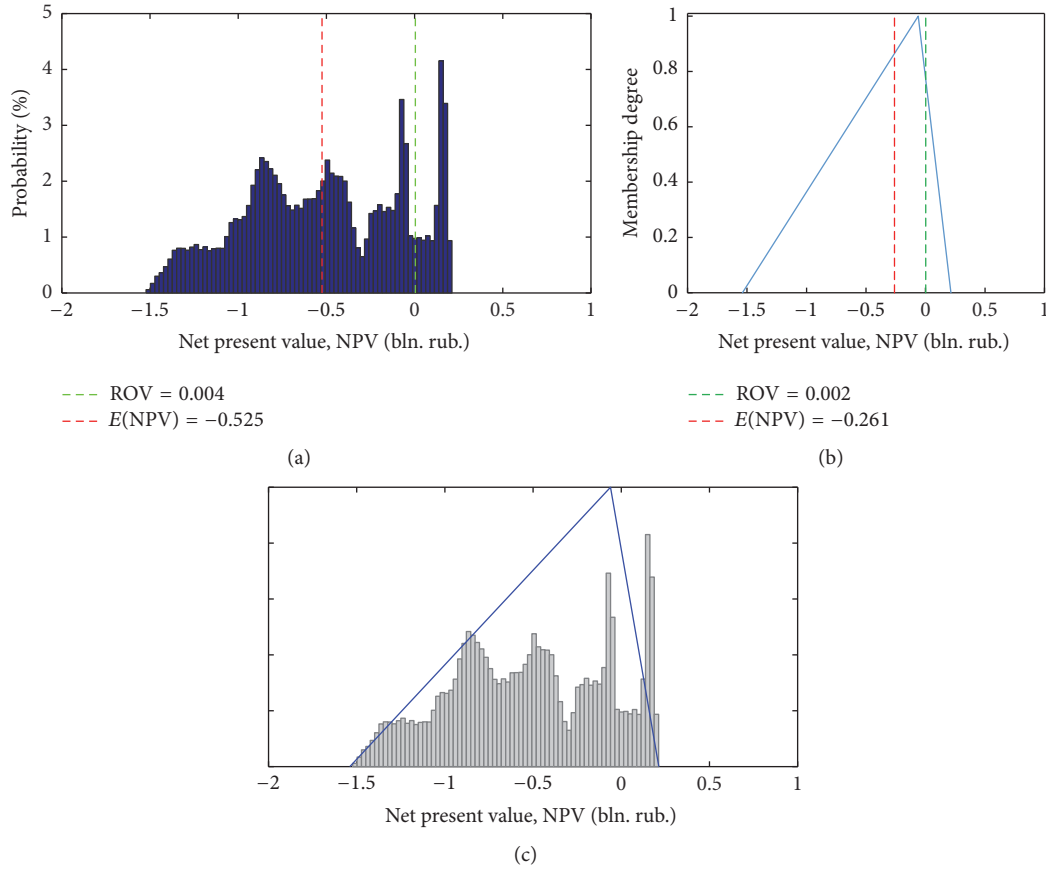 5
4
3
2
1
0
Probability (%)
−2
−1.5
−1
−0.5
0
0.5
1
Net present value, NPV (bln. rub.)
ROV = 0.004
E(NPV) = −0.525
(a)
1
0.8
0.6
0.4
0.2
0
Membership degree
−2
−1.5
−1
−0.5
0
0.5
1
Net present value, NPV (bln. rub.)
ROV = 0.002
E(NPV) = −0.261
(b)
−2
−1.5
−1
−0.5
0
0.5
1
Net present value, NPV (bln. rub.)
(c)